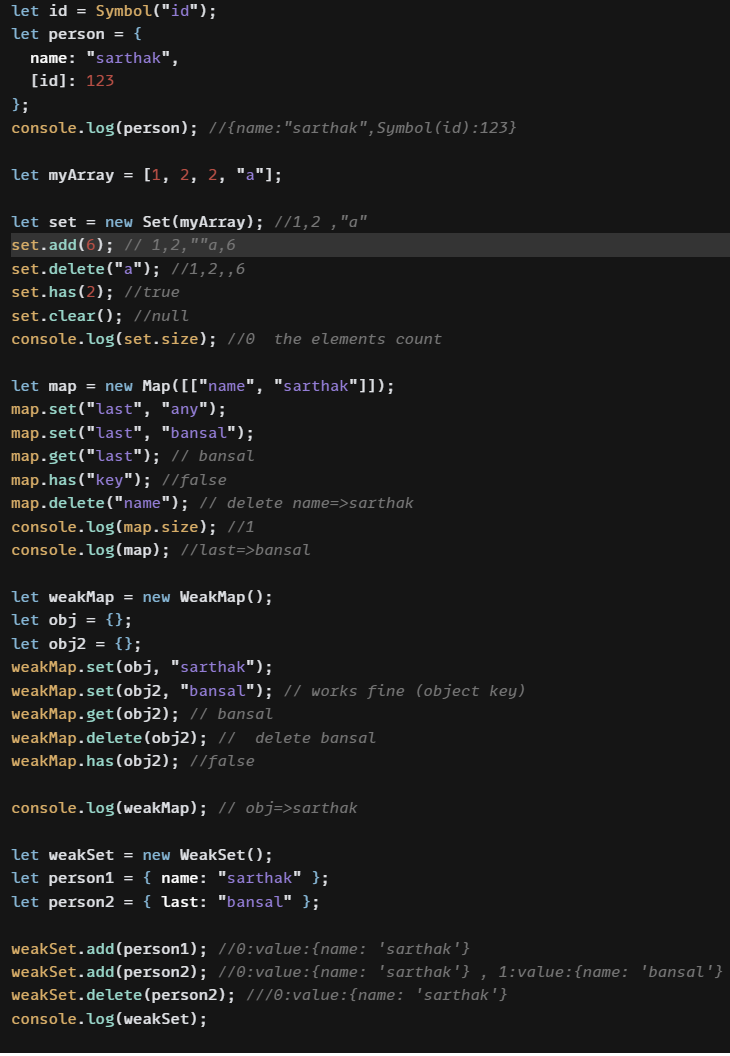 let id = Symbol("id");
let person = {
  name: "sarthak",
  [id]: 123
};
console.log(person); //{name:"sarthak",Symbol(id):123}

let myArray = [1, 2, 2, "a"];

let set = new Set(myArray); //1,2 ,"a"
set.add(6); // 1,2,""a,6
set.delete("a"); //1,2,,6
set.has(2); //true
set.clear(); //null
console.log(set.size); //0  the elements count

let map = new Map([["name", "sarthak"]]);
map.set("last", "any");
map.set("last", "bansal");
map.get("last"); // bansal
map.has("key"); //false
map.delete("name"); // delete name=>sarthak
console.log(map.size); //1
console.log(map); //last=>bansal

let weakMap = new WeakMap();
let obj = {};
let obj2 = {};
weakMap.set(obj, "sarthak");
weakMap.set(obj2, "bansal"); // works fine (object key)
weakMap.get(obj2); // bansal
weakMap.delete(obj2); //  delete bansal
weakMap.has(obj2); //false

console.log(weakMap); // obj=>sarthak

let weakSet = new WeakSet();
let person1 = { name: "sarthak" };
let person2 = { last: "bansal" };

weakSet.add(person1); //0:value:{name: 'sarthak'}
weakSet.add(person2); //0:value:{name: 'sarthak'} , 1:value:{name: 'bansal'}
weakSet.delete(person2); ///0:value:{name: 'sarthak'}
console.log(weakSet);